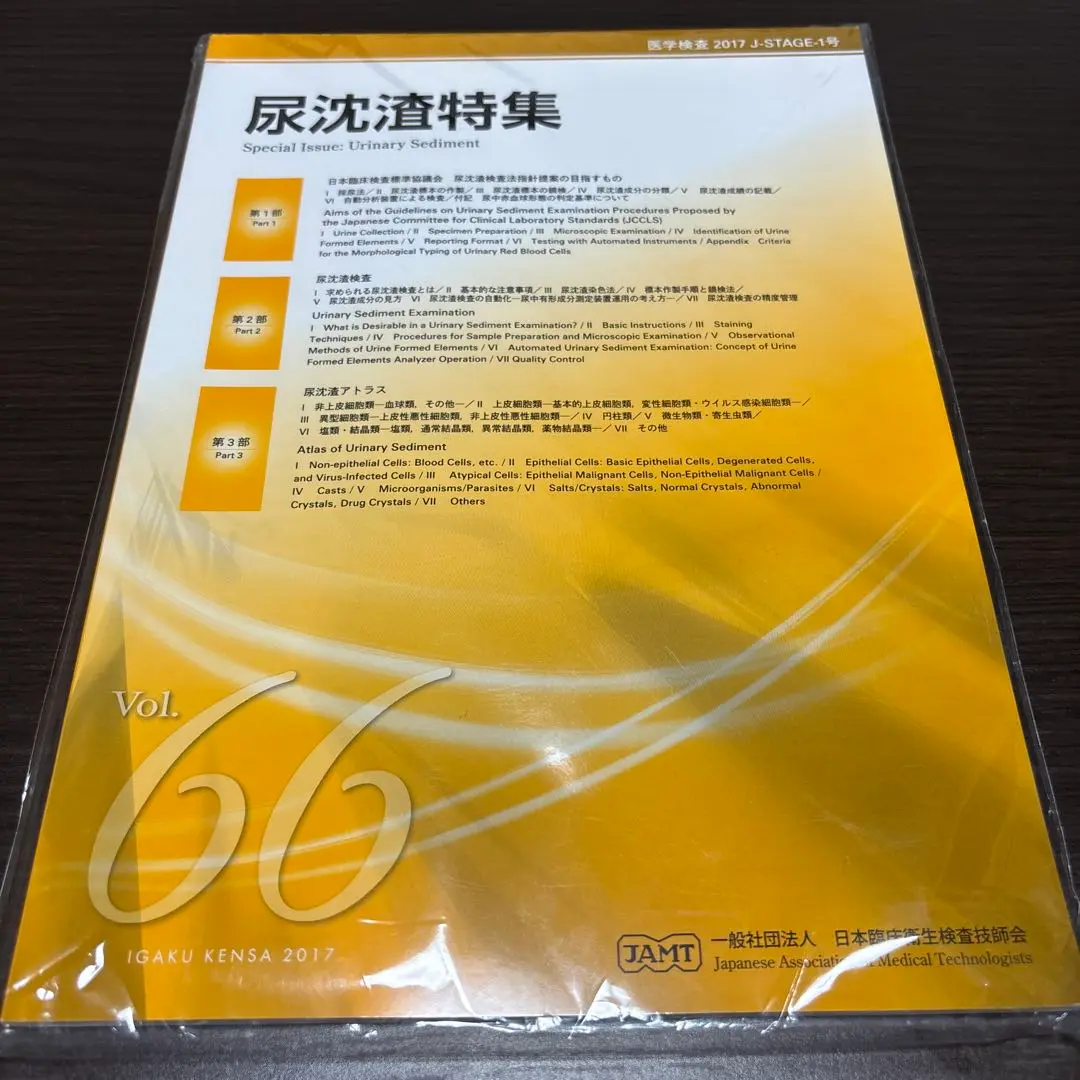 医学検査 2017 J-STAGE-1号
尿沈渣特集
Special Issue: Urinary Sediment
第1部
Part 1
日本臨床検査標準協議会 尿沈渣検査法指針提案の目指すもの
Ⅰ 採尿法/Ⅱ 尿沈渣標本の作製/Ⅲ 尿沈渣標本の鏡検/Ⅳ 尿沈渣成分の分類/Ⅴ 尿沈渣成績の記載/
Ⅵ 自動分析装置による検査/付記 尿中赤血球形態の判定基準について
Aims of the Guidelines on Urinary Sediment Examination Procedures Proposed by
the Japanese Committee for Clinical Laboratory Standards (JCCLS)
Ⅰ Urine Collection / Ⅱ Specimen Preparation / Ⅲ Microscopic Examination / Ⅳ Identification of Urine
Formed Elements / Ⅴ Reporting Format / Ⅵ Testing with Automated Instruments / Appendix Criteria
for the Morphological Typing of Urinary Red Blood Cells
第2部
Part 2
尿沈渣検査
Ⅰ 求められる尿沈渣検査とは/Ⅱ 基本的な注意事項/Ⅲ 尿沈渣染色法/Ⅳ 標本作製手順と鏡検法/
Ⅴ 尿沈渣成分の見方 Ⅵ 尿沈渣検査の自動化―尿中有形成分測定装置運用の考え方―/Ⅶ 尿沈渣検査の精度管理
Urinary Sediment Examination
Ⅰ What is Desirable in a Urinary Sediment Examination? / Ⅱ Basic Instructions / Ⅲ Staining
Techniques / Ⅳ Procedures for Sample Preparation and Microscopic Examination / Ⅴ Observational
Methods of Urine Formed Elements / Ⅵ Automated Urinary Sediment Examination: Concept of Urine
Formed Elements Analyzer Operation / Ⅶ Quality Control
第3部
Part 3
尿沈渣アトラス
Ⅰ 非上皮細胞類―血球類，その他―/Ⅱ 上皮細胞―基本的上皮細胞類，変性細胞類・ウイルス感染細胞類―/
Ⅲ 異型細胞類―上皮性悪性細胞類，非上皮性悪性細胞類―/Ⅳ 円柱類/Ⅴ 微生物類・寄生虫類/
Ⅵ 塩類・結晶類―塩類，通常結晶類，異常結晶類，薬物結晶類―/Ⅶ その他
Atlas of Urinary Sediment
Ⅰ Non-epithelial Cells: Blood Cells, etc. / Ⅱ Epithelial Cells: Basic Epithelial Cells, Degenerated Cells,
and Virus-Infected Cells / Ⅲ Atypical Cells: Epithelial Malignant Cells, Non-Epithelial Malignant Cells /
Ⅳ Casts / Ⅴ Microorganisms/Parasites / Ⅵ Salts/Crystals: Salts, Normal Crystals, Abnormal
Crystals, Drug Crystals / Ⅶ Others
Vol. 66
IGAKU KENSA 2017
JAMT
一般社団法人 日本臨床衛生検査技師会
Japanese Association of Medical Technologists